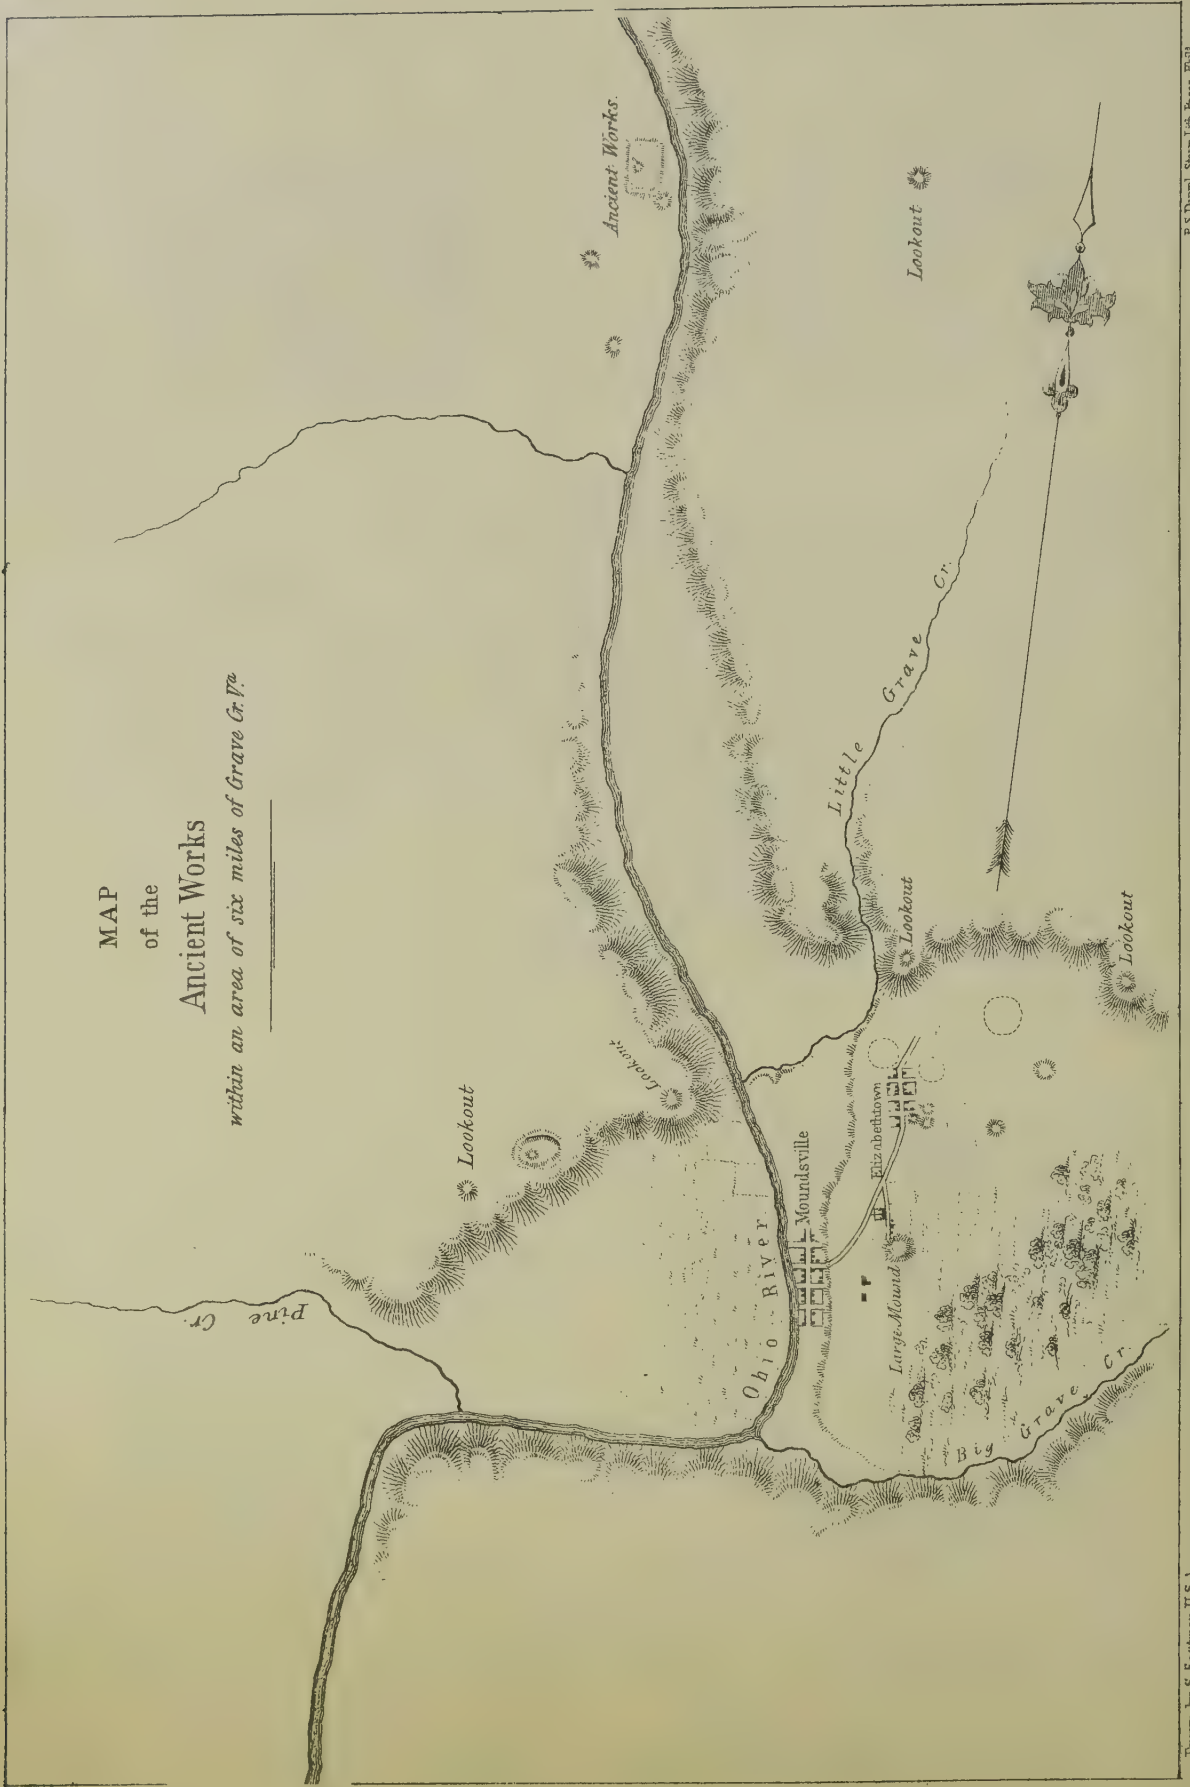 MAP
of the
Ancient Works
within an area of six miles of Grave Cr. Va.
Ancient Works.
Lookout
Little Grave Cr.
Lookout
Lookout
Lookout
Lookout
Pine Cr.
Ohio River
Moundsville
Elizabethtown
Large Mound
Big Grave Cr.